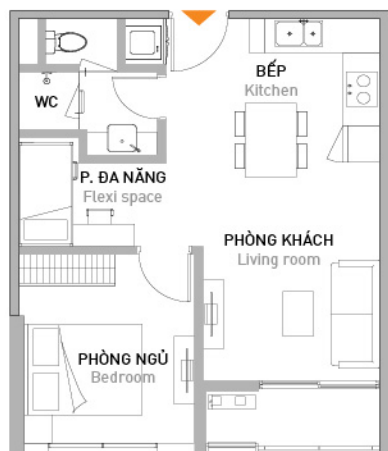 BẾP
Kitchen
WC
P. ĐA NĂNG
Flexi space
PHÒNG KHÁCH
Living room
PHÒNG NGỦ
Bedroom